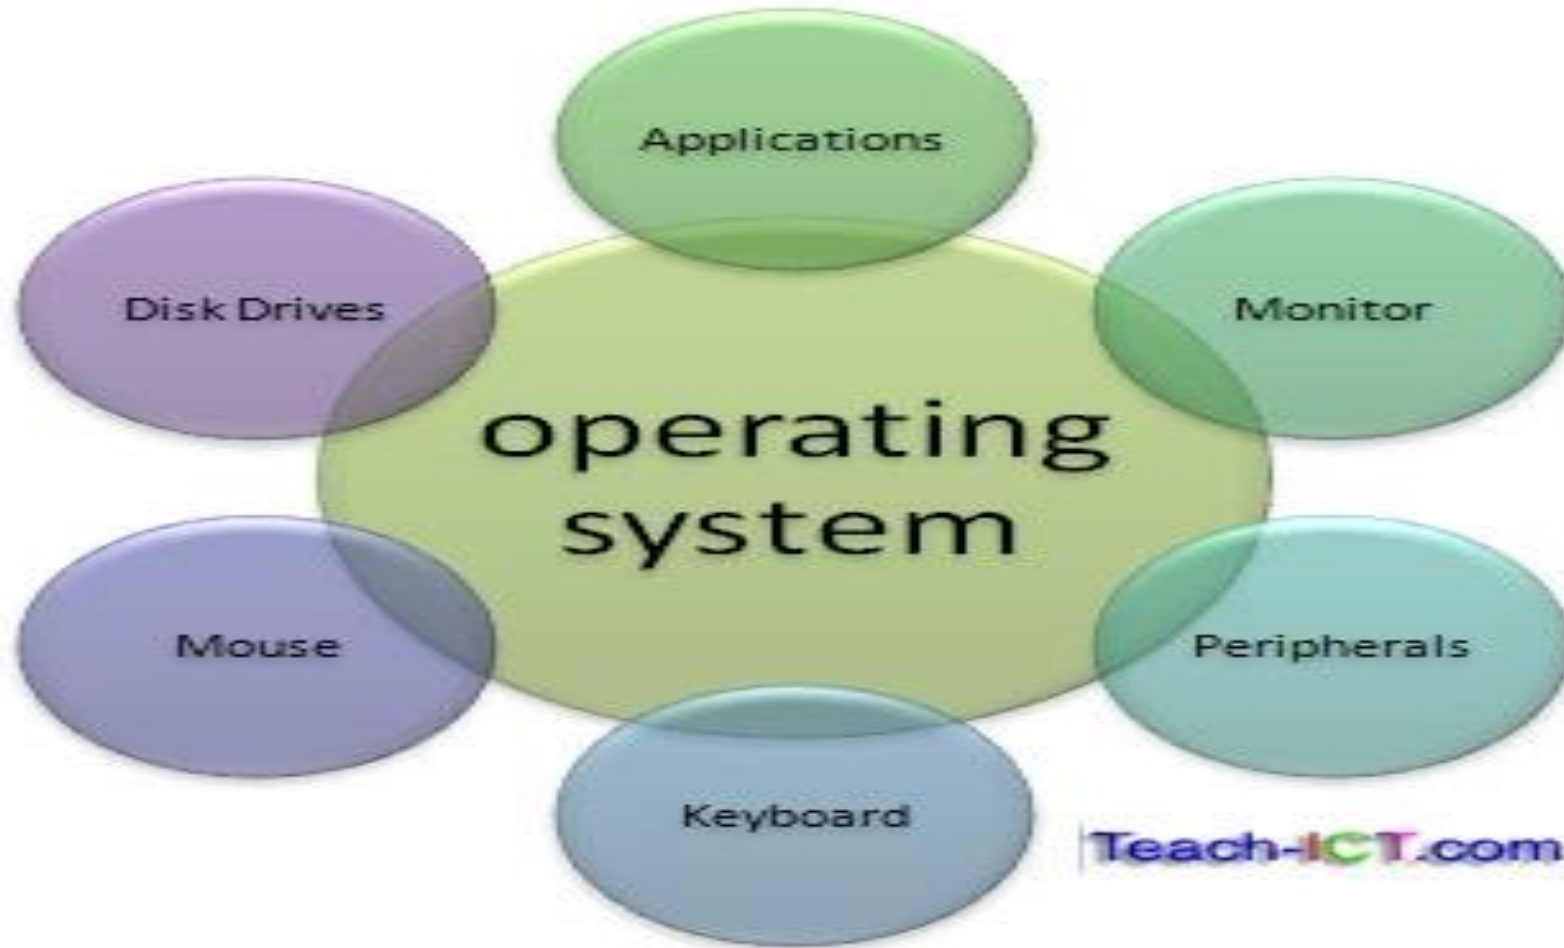 Applications
Disk Drives
Monitor
operating
system
Mouse
Peripherals
Keyboard
Teach-ICT.com